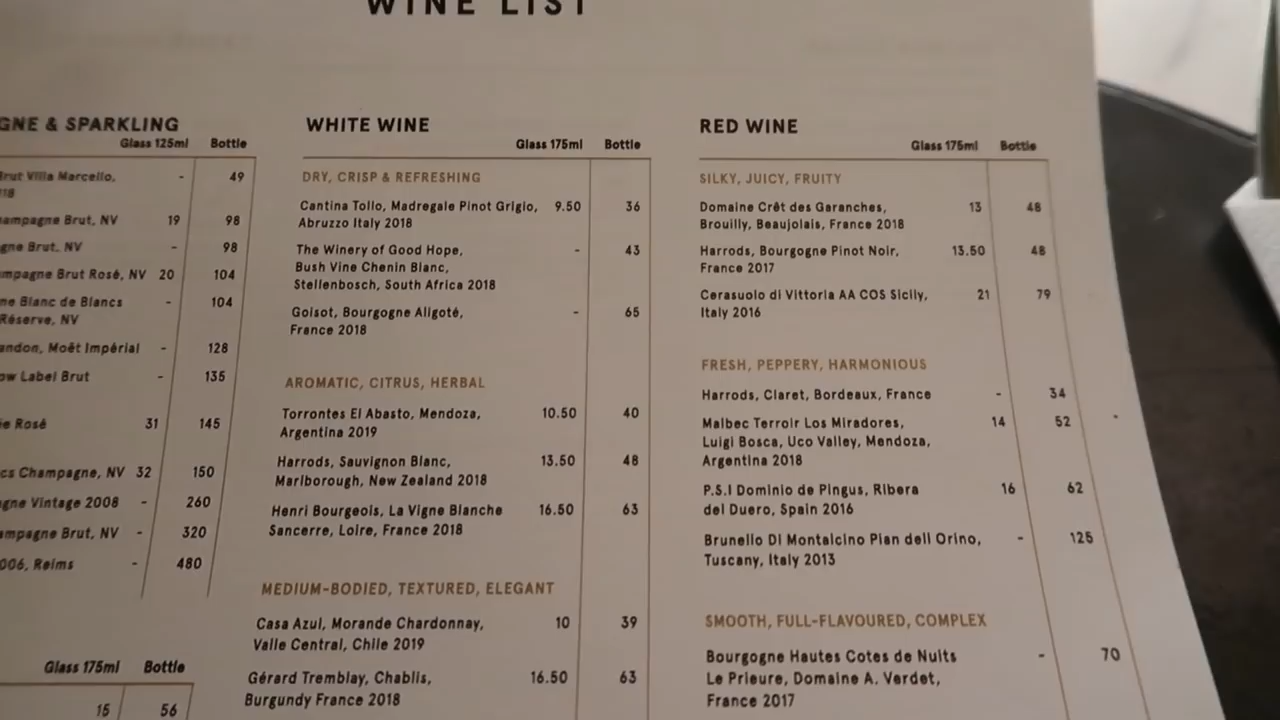 WINE LIST
GNE & SPARKLING
Glass 125ml Bottle
Brut Villa Marcello, - 49
18
ampagne Brut, NV 19 98
gne Brut, NV - 98
mpagne Brut Rosé, NV 20 104
ne Blanc de Blancs - 104
Réserve, NV
andon, Moët Impérial - 128
ow Label Brut - 135
e Rosé 31 145
cs Champagne, NV 32 150
gne Vintage 2008 - 260
mpagne Brut, NV - 320
006, Reims - 480
Glass 175ml Bottle
15 56
WHITE WINE
Glass 175ml Bottle
DRY, CRISP & REFRESHING
Cantina Tollo, Madregale Pinot Grigio, 9.50 36
Abruzzo Italy 2018
The Winery of Good Hope, - 43
Bush Vine Chenin Blanc,
Stellenbosch, South Africa 2018
Goisot, Bourgogne Aligoté, - 65
France 2018
AROMATIC, CITRUS, HERBAL
Torrontes El Abasto, Mendoza, 10.50 40
Argentina 2019
Harrods, Sauvignon Blanc, 13.50 48
Marlborough, New Zealand 2018
Henri Bourgeois, La Vigne Blanche 16.50 63
Sancerre, Loire, France 2018
MEDIUM-BODIED, TEXTURED, ELEGANT
Casa Azul, Morande Chardonnay, 10 39
Valle Central, Chile 2019
Gérard Tremblay, Chablis, 16.50 63
Burgundy France 2018
RED WINE
Glass 175ml Bottle
SILKY, JUICY, FRUITY
Domaine Crêt des Garanches, 13 48
Brouilly, Beaujolais, France 2018
Harrods, Bourgogne Pinot Noir, 13.50 48
France 2017
Cerasuolo di Vittoria AA COS Sicily, 21 79
Italy 2016
FRESH, PEPPERY, HARMONIOUS
Harrods, Claret, Bordeaux, France - 34
Malbec Terroir Los Miradores, 14 52
Luigi Bosca, Uco Valley, Mendoza,
Argentina 2018
P.S.I Dominio de Pingus, Ribera 16 62
del Duero, Spain 2016
Brunello Di Montalcino Pian dell Orino, - 125
Tuscany, Italy 2013
SMOOTH, FULL-FLAVOURED, COMPLEX
Bourgogne Hautes Cotes de Nuits - 70
Le Prieure, Domaine A. Verdet,
France 2017